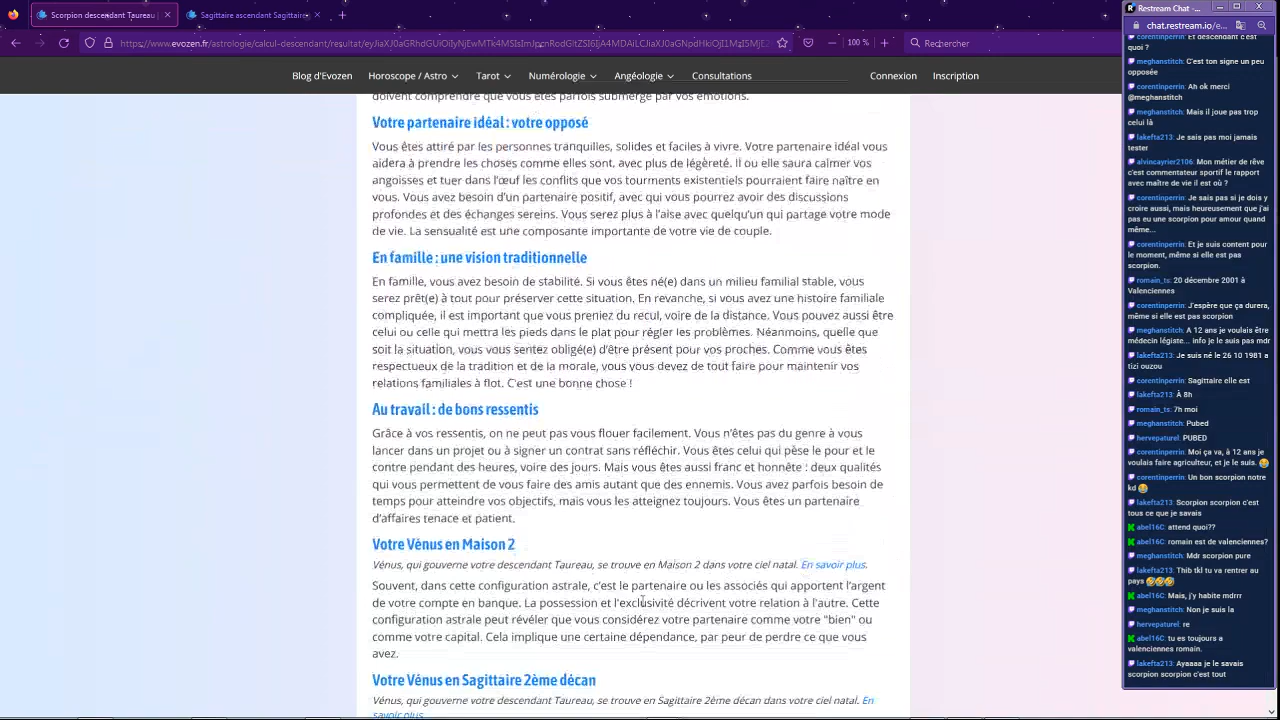 Scorpion descendant Taureau |
Sagittaire ascendant Sagittaire
https://www.evozen.fr/astrologie/calcul-descendant/resultat/
100 %
Rechercher
Blog d'Evozen
Horoscope / Astro
Tarot
Numerologie
Angéologie
Consultations
Connexion
Inscription
doivent croire que vous êtes parfois submergé par vos émotions.
Votre partenaire idéal : votre opposé
Vous êtes attiré par les personnes tranquilles, solides et faciles à vivre. Votre partenaire idéal vous
aidera à prendre les choses comme elles sont, avec plus de légèreté. Il ou elle saura calmer vos
angoisses et tuer dans l'œuf les conflits que vos tourments existentiels pourraient faire naître en
vous. Vous avez besoin d'un partenaire positif, avec qui vous pourrez avoir des discussions
profondes et des échanges sereins. Vous serez plus à l'aise avec quelqu'un qui partage votre mode
de vie. La sensualité est une composante importante de votre vie de couple.
En famille : une vision traditionnelle
En famille, vous avez besoin de stabilité. Si vous êtes né(e) dans un milieu familial stable, vous
serez prêt(e) à tout pour préserver cette situation. En revanche, si vous avez une histoire familiale
compliquée, il est important que vous preniez du recul, voire de la distance. Vous pouvez aussi être
celui ou celle qui mettra les pieds dans le plat pour régler les problèmes. Néanmoins, quelle que
soit la situation, vous vous sentez obligé(e) d'être présent pour vos proches. Comme vous êtes
respectueux de la tradition et de la morale, vous vous devez de tout faire pour maintenir vos
relations familiales à flot. C'est une bonne chose !
Au travail : de bons ressentis
Grâce à vos ressentis, on ne peut pas vous flouer facilement. Vous n'êtes pas du genre à vous
lancer dans un projet ou à signer un contrat sans réfléchir. Vous êtes celui qui pèse le pour et le
contre pendant des heures, voire des jours. Mais vous êtes aussi franc et honnête : deux qualités
qui vous permettent de vous faire des amis autant que des ennemis. Vous avez parfois besoin de
temps pour atteindre vos objectifs, mais vous les atteignez toujours. Vous êtes un partenaire
d'affaires tenace et patient.
Votre Vénus en Maison 2
Vénus, qui gouverne votre descendant Taureau, se trouve en Maison 2 dans votre ciel natal. En savoir plus.
Souvent, dans cette configuration astrale, c'est le partenaire ou les associés qui apportent l'argent
de votre compte en banque. La possession et l'exclusivité décrivent votre relation à l'autre. Cette
configuration astrale peut révéler que vous considérez votre partenaire comme votre "bien" ou
comme votre capital. Cela implique une certaine dépendance, par peur de perdre ce que vous
avez.
Votre Vénus en Sagittaire 2ème décan
Vénus, qui gouverne votre descendant Taureau, se trouve en Sagittaire 2ème décan dans votre ciel natal. En
savoir plus.
Restream Chat -...
chat.restream.io/e...
corentinperrin: Et descendant c'est
quoi ?
meghanstitch: C'est ton signe un peu
opposée
corentinperrin: Ah ok merci
@meghanstitch
meghanstitch: Mais il joue pas trop
celui là
lakefta213: Je sais pas moi jamais
tester
alvincayrier2106: Mon métier de rêve
c'est commentateur sportif le rapport
avec maître de vie il est où ?
corentinperrin: Je sais pas si je dois y
croire aussi, mais heureusement que j'ai
pas eu une scorpion pour amour quand
même...
corentinperrin: Et je suis content pour
le moment, même si elle est pas
scorpion.
romain_ts: 20 décembre 2001 à
Valenciennes
corentinperrin: J'espère que ça durera,
même si elle est pas scorpion
meghanstitch: A 12 ans je voulais être
médecin légiste... info je le suis pas mdr
lakefta213: Je suis né le 26 10 1981 a
tizi ouzou
corentinperrin: Sagittaire elle est
lakefta213: À 8h
romain_ts: 7h moi
meghanstitch: Pubed
hervepaturel: PUBED
corentinperrin: Moi ça va, à 12 ans je
voulais faire agriculteur, et je le suis. 😂
corentinperrin: Un bon scorpion notre
kd 😂
lakefta213: Scorpion scorpion c'est
tous ce que je savais
abel16C: attend quoi??
abel16C: romain est de valenciennes?
meghanstitch: Mdr scorpion pure
lakefta213: Thib tkl tu va rentrer au
pays 🤣🤣🤣
abel16C: Mais, j'y habite mdrrr
meghanstitch: Non je suis la
hervepaturel: re
abel16C: tu es toujours a
valenciennes romain.
lakefta213: Ayaaaa je le savais
scorpion scorpion c'est tout